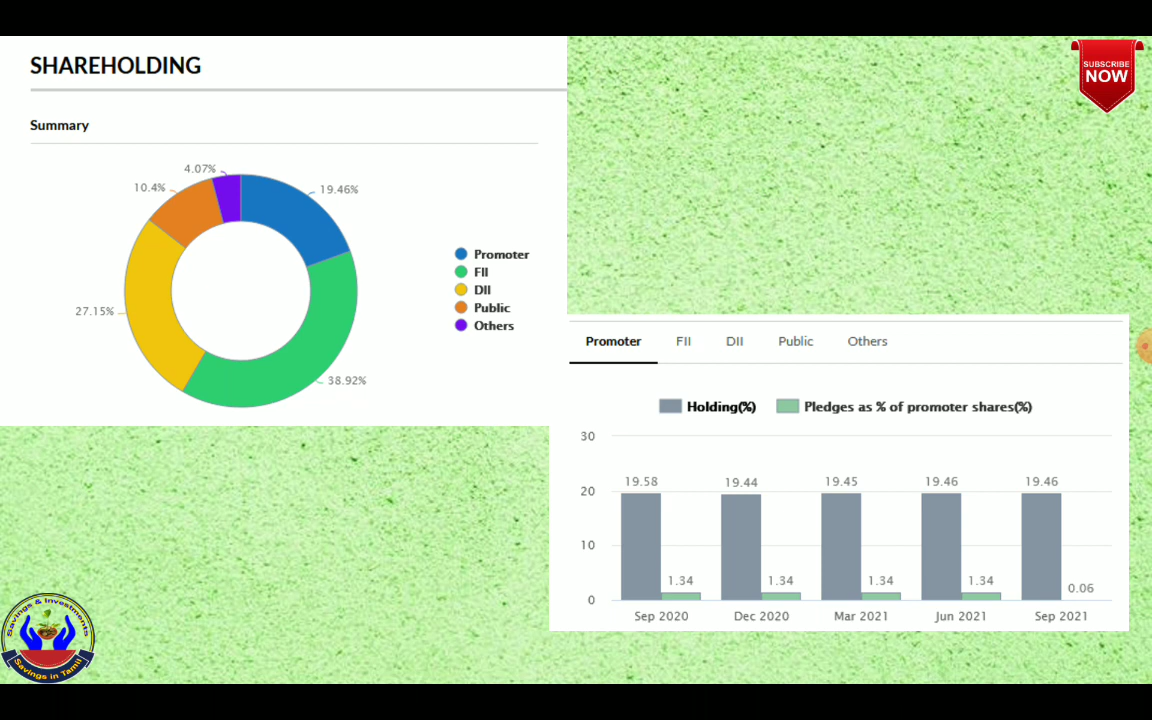 SHAREHOLDING
Summary
4.07%
10.4%
19.46%
27.15%
38.92%
Promoter
FII
DII
Public
Others
SUBSCRIBE
NOW
Promoter FII DII Public Others
Holding(%) Pledges as % of promoter shares(%)
30
20
10
0
19.58 19.44 19.45 19.46 19.46
1.34 1.34 1.34 1.34 0.06
Sep 2020 Dec 2020 Mar 2021 Jun 2021 Sep 2021
Savings & Investments
Savings in Tamil